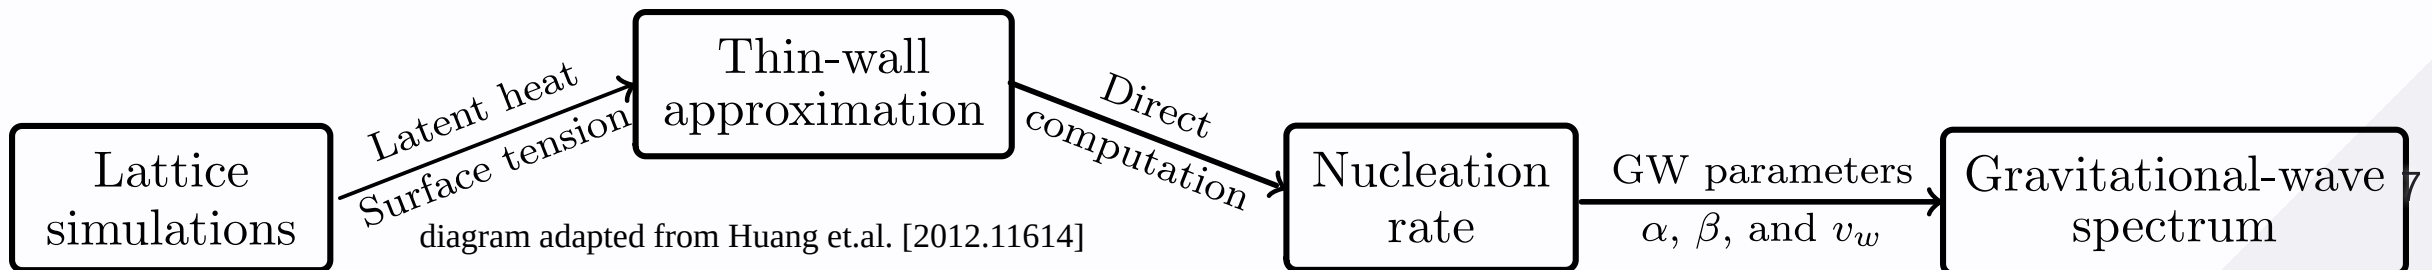 Lattice
simulations
Latent heat
Surface tension
Thin-wall
approximation
Direct
computation
Nucleation
rate
GW parameters
α, β, and v_w
Gravitational-wave
spectrum
7
diagram adapted from Huang et.al. [2012.11614]